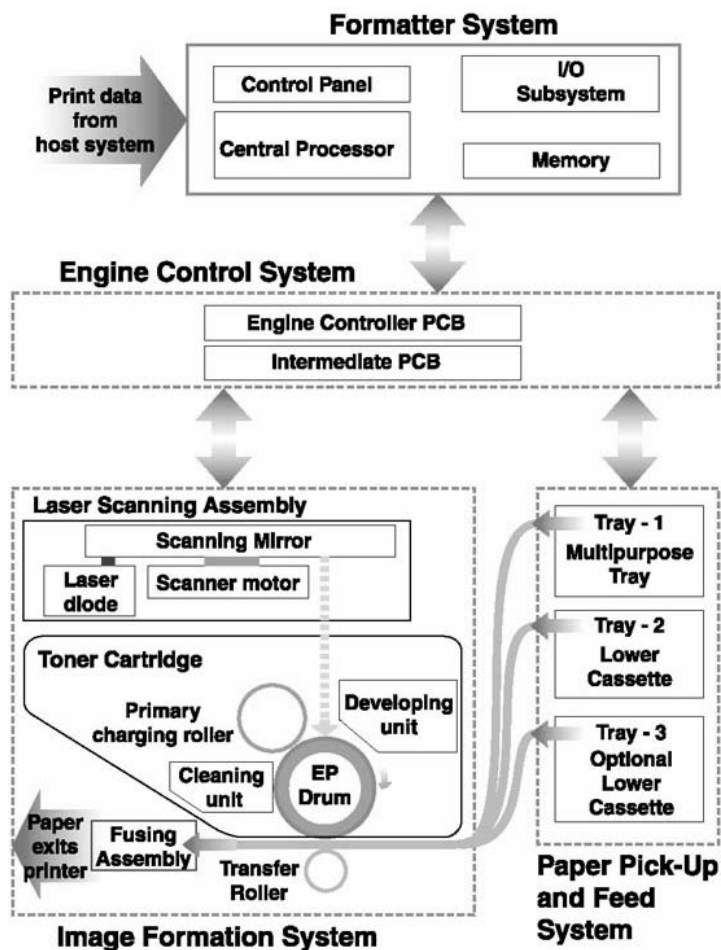 Formatter System
Print data
from
host system
Control Panel
I/O
Subsystem
Central Processor
Memory
Engine Control System
Engine Controller PCB
Intermediate PCB
Laser Scanning Assembly
Scanning Mirror
Laser
diode
Scanner motor
Toner Cartridge
Primary
charging roller
Developing
unit
Cleaning
unit
EP
Drum
Paper
exits
printer
Fusing
Assembly
Transfer
Roller
Image Formation System
Tray - 1
Multipurpose
Tray
Tray - 2
Lower
Cassette
Tray - 3
Optional
Lower
Cassette
Paper Pick-Up
and Feed
System